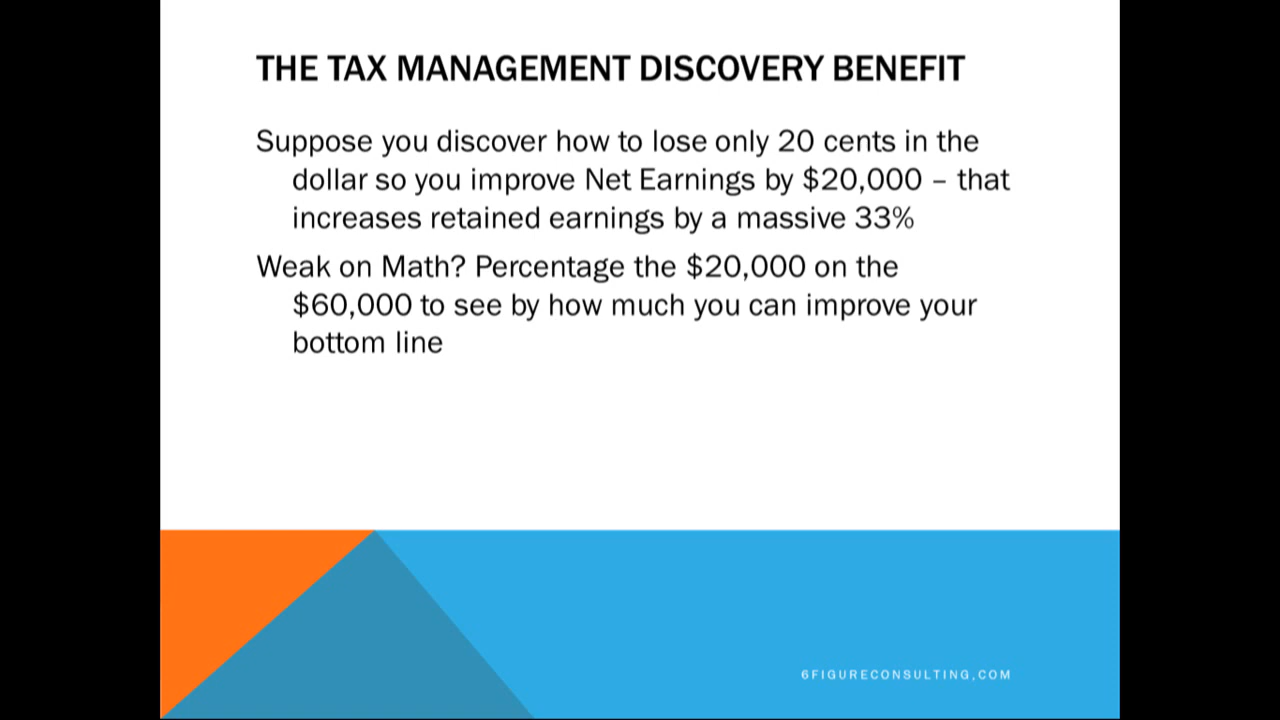 THE TAX MANAGEMENT DISCOVERY BENEFIT
Suppose you discover how to lose only 20 cents in the
dollar so you improve Net Earnings by $20,000 – that
increases retained earnings by a massive 33%
Weak on Math? Percentage the $20,000 on the
$60,000 to see by how much you can improve your
bottom line
6FIGURECONSULTING,COM